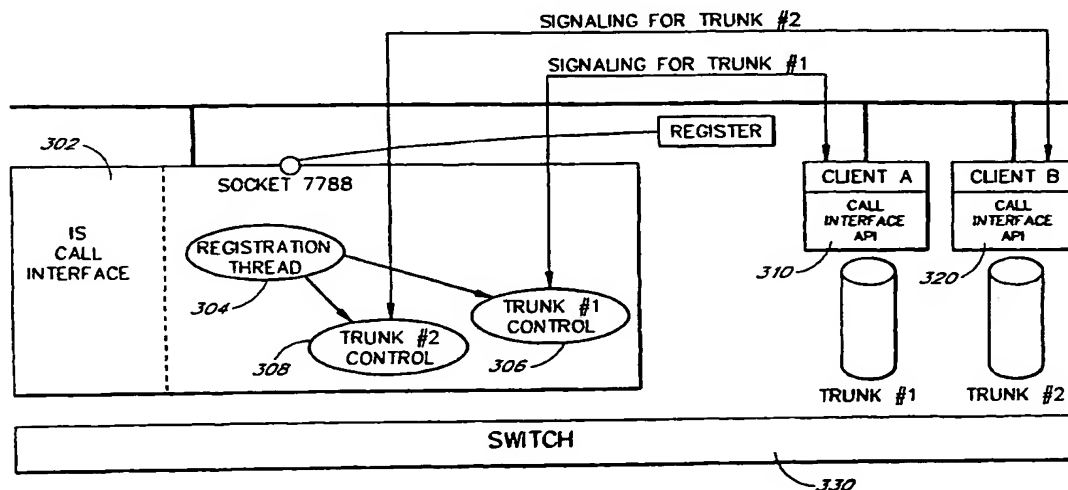 SIGNALING FOR TRUNK #2
SIGNALING FOR TRUNK #1
302
REGISTER
SOCKET 7788
CLIENT A
CLIENT B
IS
CALL
INTERFACE
CALL
INTERFACE
API
CALL
INTERFACE
API
REGISTRATION
THREAD
310
320
304
TRUNK #1
CONTROL
TRUNK #2
CONTROL
308
306
TRUNK #1
TRUNK #2
SWITCH
330